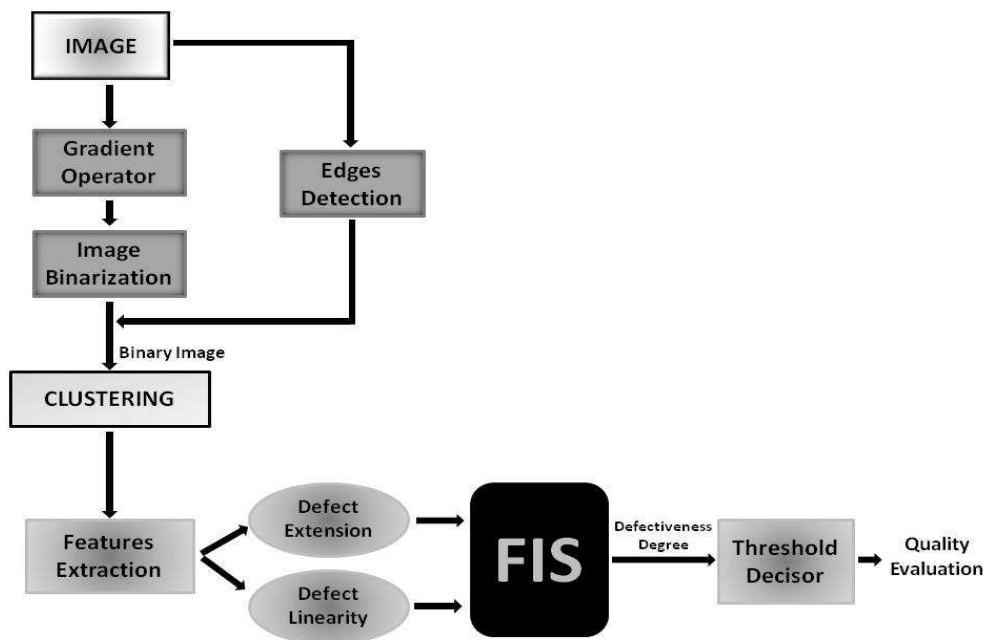 IMAGE
Gradient
Operator
Edges
Detection
Image
Binarization
Binary Image
CLUSTERING
Features
Extraction
Defect
Extension
Defect
Linearity
FIS
Defectiveness
Degree
Threshold
Decisor
Quality
Evaluation